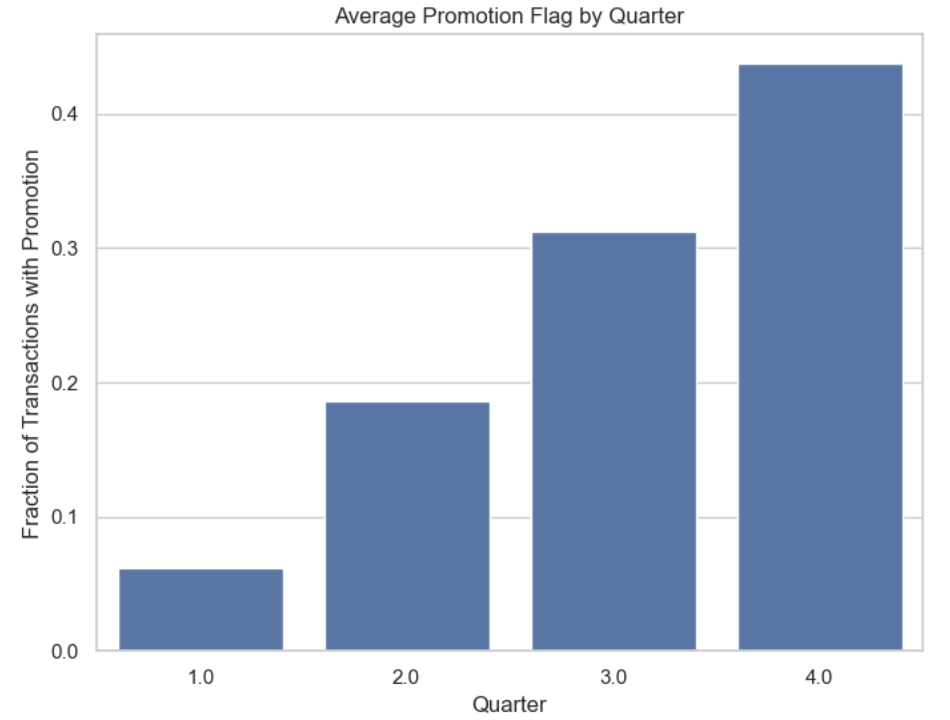 Average Promotion Flag by Quarter
Fraction of Transactions with Promotion
0.4
0.3
0.2
0.1
0.0
1.0 2.0 3.0 4.0
Quarter